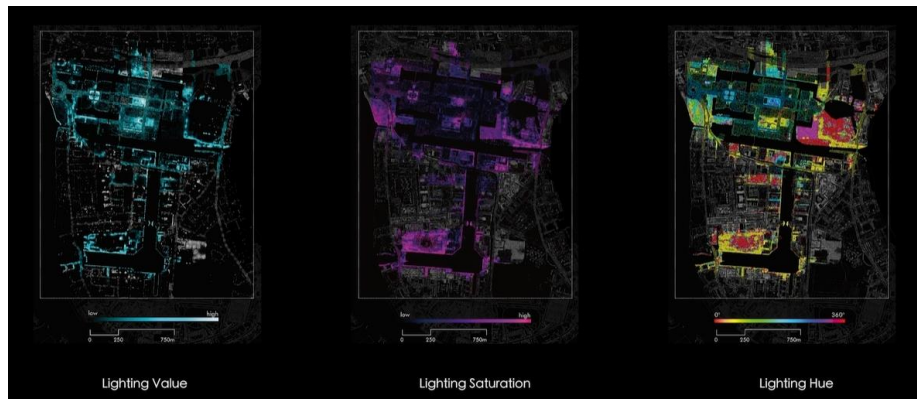 low high
0 250 750m
Lighting Value
low high
0 250 750m
Lighting Saturation
0° 360°
0 250 750m
Lighting Hue